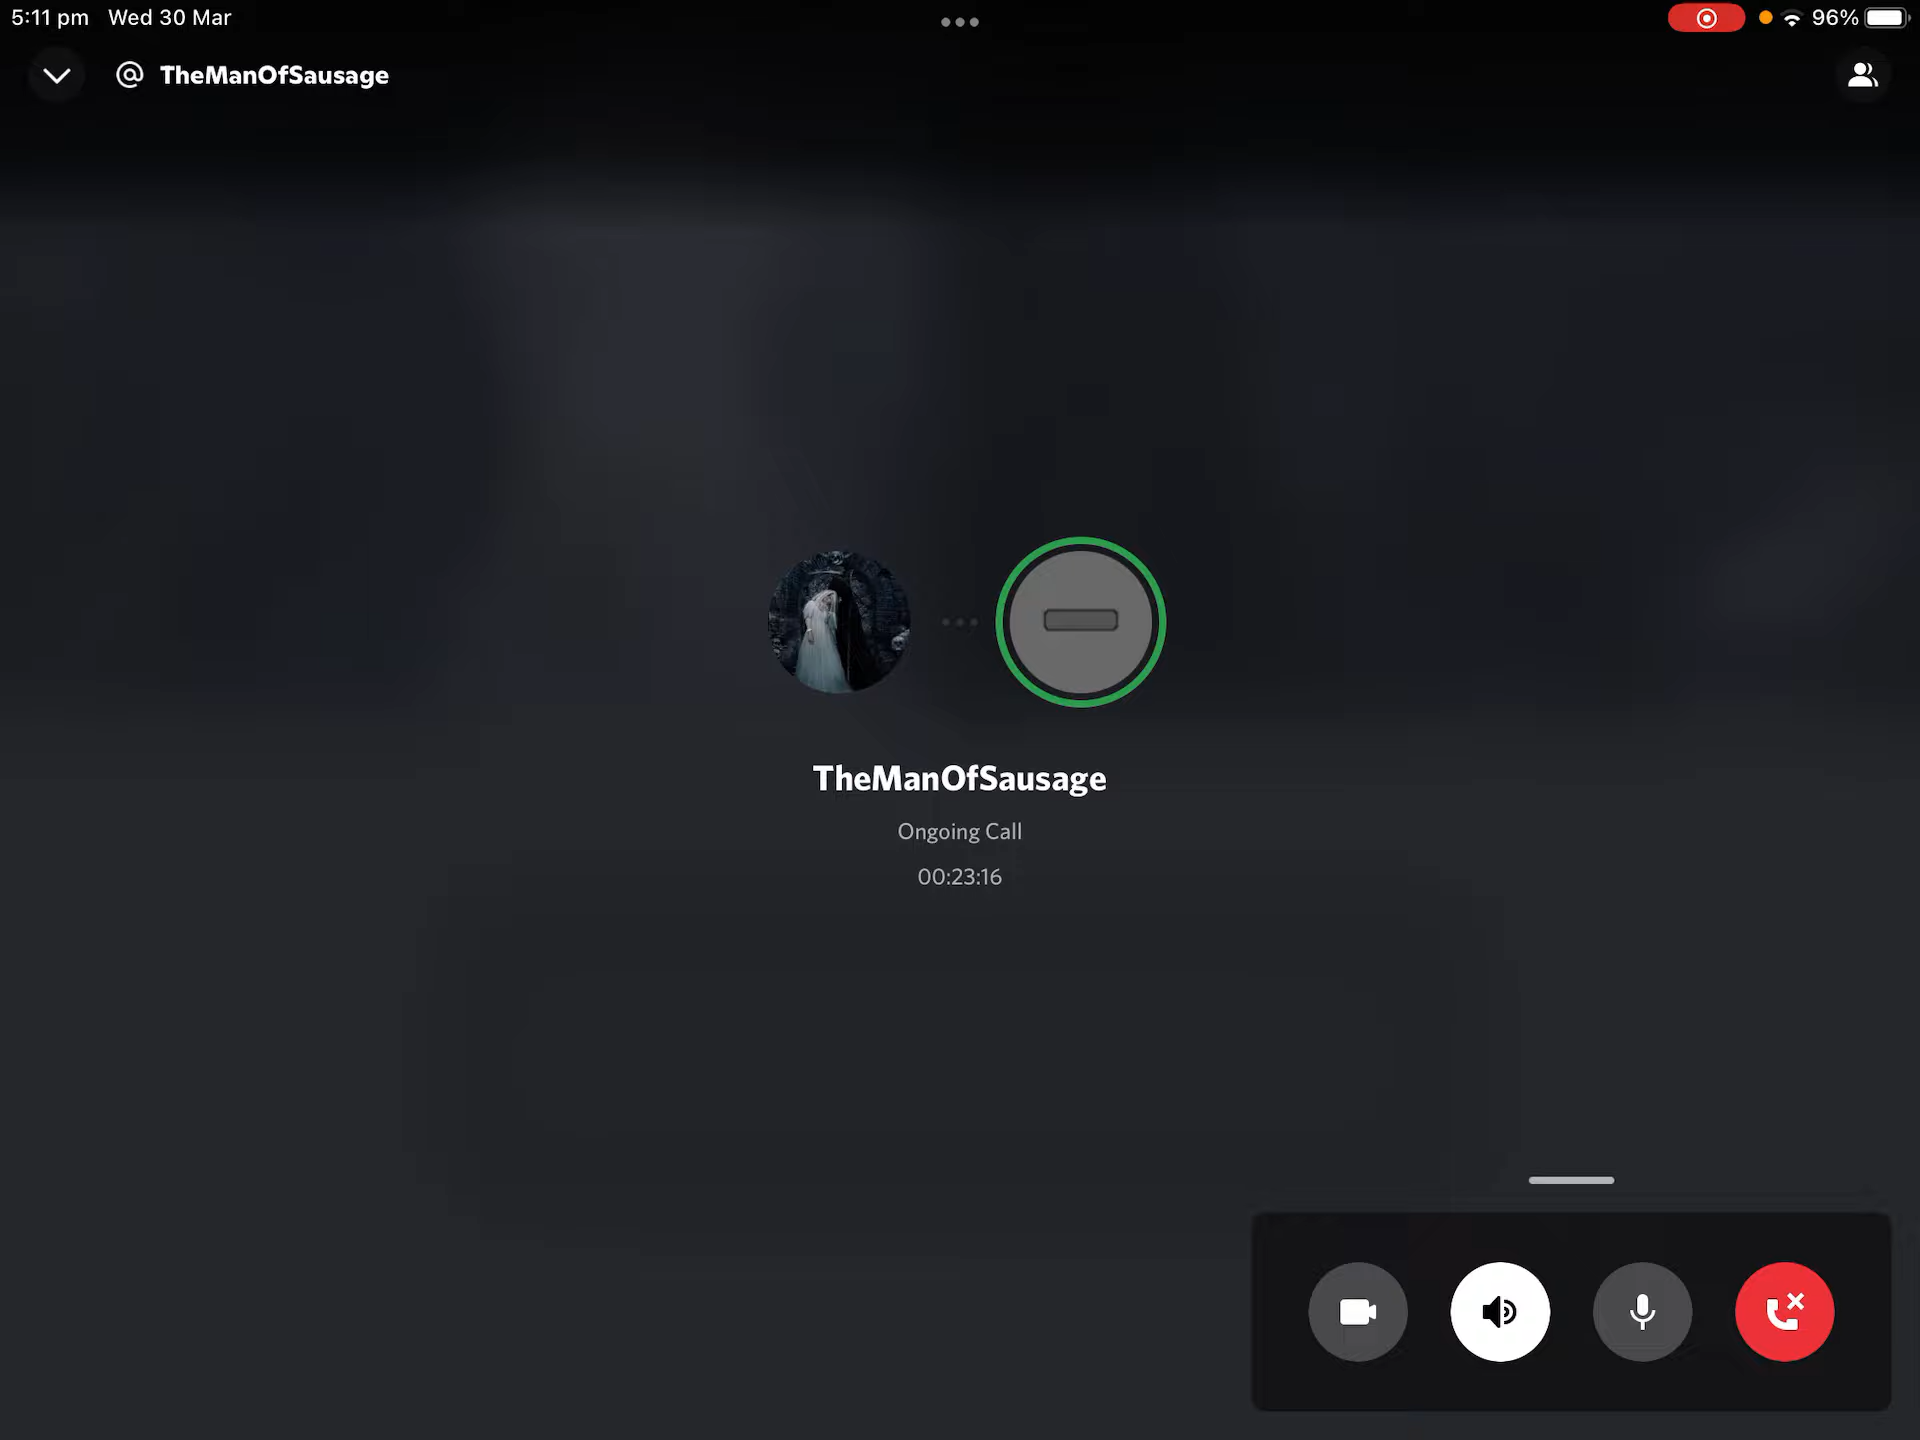 5:11 pm Wed 30 Mar
96%
@ TheManOfSausage
TheManOfSausage
Ongoing Call
00:23:16